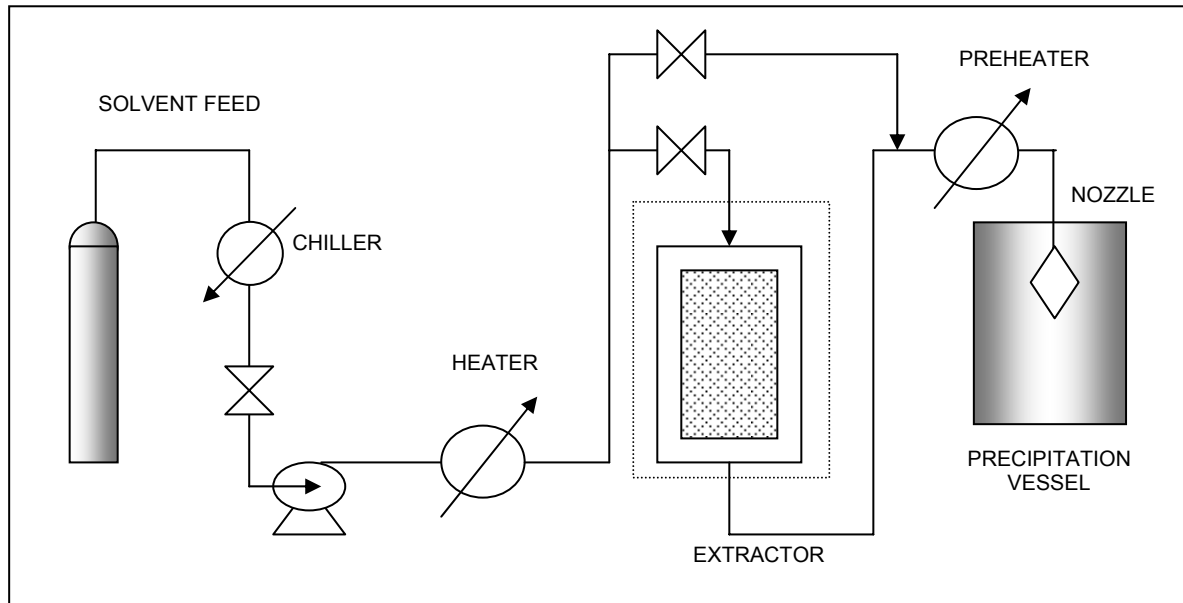 SOLVENT FEED
CHILLER
HEATER
EXTRACTOR
PREHEATER
NOZZLE
PRECIPITATION
VESSEL